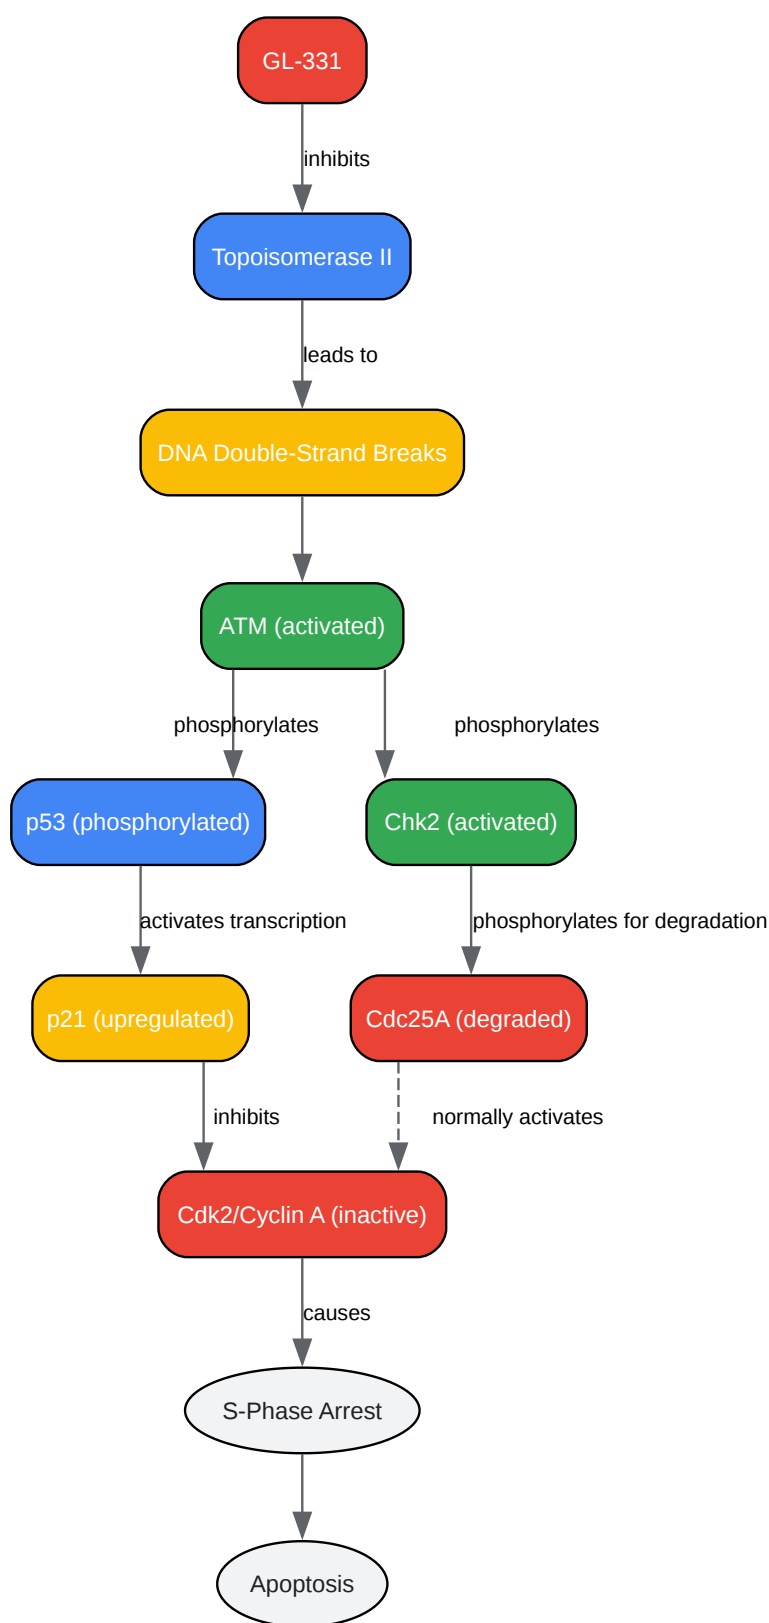 GL-331
inhibits
Topoisomerase II
leads to
DNA Double-Strand Breaks
ATM (activated)
phosphorylates
phosphorylates
p53 (phosphorylated)
Chk2 (activated)
activates transcription
phosphorylates for degradation
p21 (upregulated)
Cdc25A (degraded)
inhibits
normally activates
Cdk2/Cyclin A (inactive)
causes
S-Phase Arrest
Apoptosis